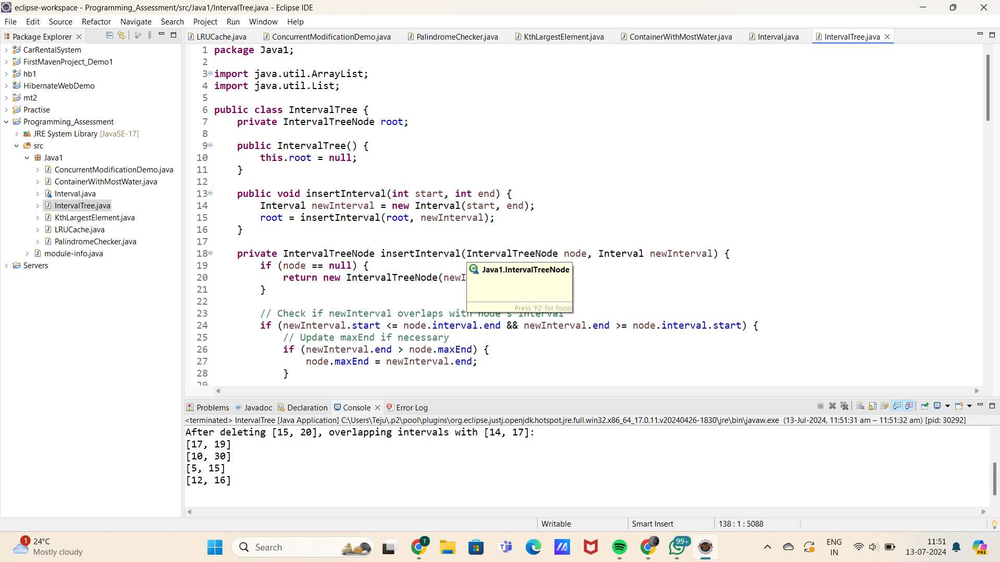 eclipse-workspace - Programming_Assessment/src/Java1/IntervalTree.java - Eclipse IDE
File Edit Source Refactor Navigate Search Project Run Window Help
Package Explorer
CarRentalSystem
FirstMavenProject_Demo1
hb1
HibernateWebDemo
mt2
Practise
Programming_Assessment
JRE System Library [JavaSE-17]
src
Java1
ConcurrentModificationDemo.java
ContainerWithMostWater.java
Interval.java
IntervalTree.java
KthLargestElement.java
LRUCache.java
PalindromeChecker.java
module-info.java
Servers
LRUCache.java ConcurrentModificationDemo.java PalindromeChecker.java KthLargestElement.java ContainerWithMostWater.java Interval.java IntervalTree.java
1 package Java1;
2
3 import java.util.ArrayList;
4 import java.util.List;
5
6 public class IntervalTree {
7 private IntervalTreeNode root;
8
9 public IntervalTree() {
10 this.root = null;
11 }
12
13 public void insertInterval(int start, int end) {
14 Interval newInterval = new Interval(start, end);
15 root = insertInterval(root, newInterval);
16 }
17
18 private IntervalTreeNode insertInterval(IntervalTreeNode node, Interval newInterval) {
19 if (node == null) {
20 return new IntervalTreeNode(newI
21 }
22
23 // Check if newInterval overlaps with node's interval
24 if (newInterval.start <= node.interval.end && newInterval.end >= node.interval.start) {
25 // Update maxEnd if necessary
26 if (newInterval.end > node.maxEnd) {
27 node.maxEnd = newInterval.end;
28 }
29
Java1.IntervalTreeNode
Press 'F2' for focus
Problems @ Javadoc Declaration Console Error Log
<terminated> IntervalTree [Java Application] C:\Users\Teju\.p2\pool\plugins\org.eclipse.justj.openjdk.hotspot.jre.full.win32.x86_64_17.0.11.v20240426-1830\jre\bin\javaw.exe (13-Jul-2024, 11:51:31 am – 11:51:32 am) [pid: 30292]
After deleting [15, 20], overlapping intervals with [14, 17]:
[17, 19]
[10, 30]
[5, 15]
[12, 16]
Writable Smart Insert 138 : 1 : 5088
1
24°C
Mostly cloudy
Search
T
99+
ENG
IN
11:51
13-07-2024
PRE